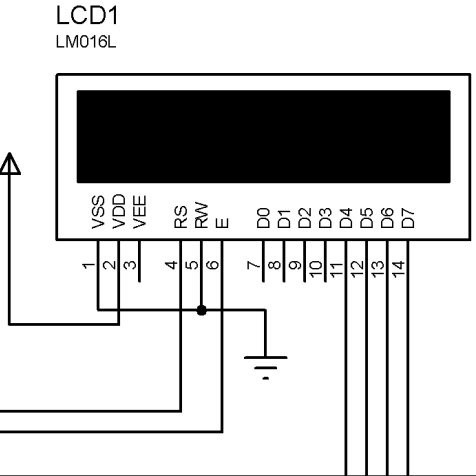 LCD1
LM016L
VSS VDD VEE RS RW E D0 D1 D2 D3 D4 D5 D6 D7
1 2 3 4 5 6 7 8 9 10 11 12 13 14